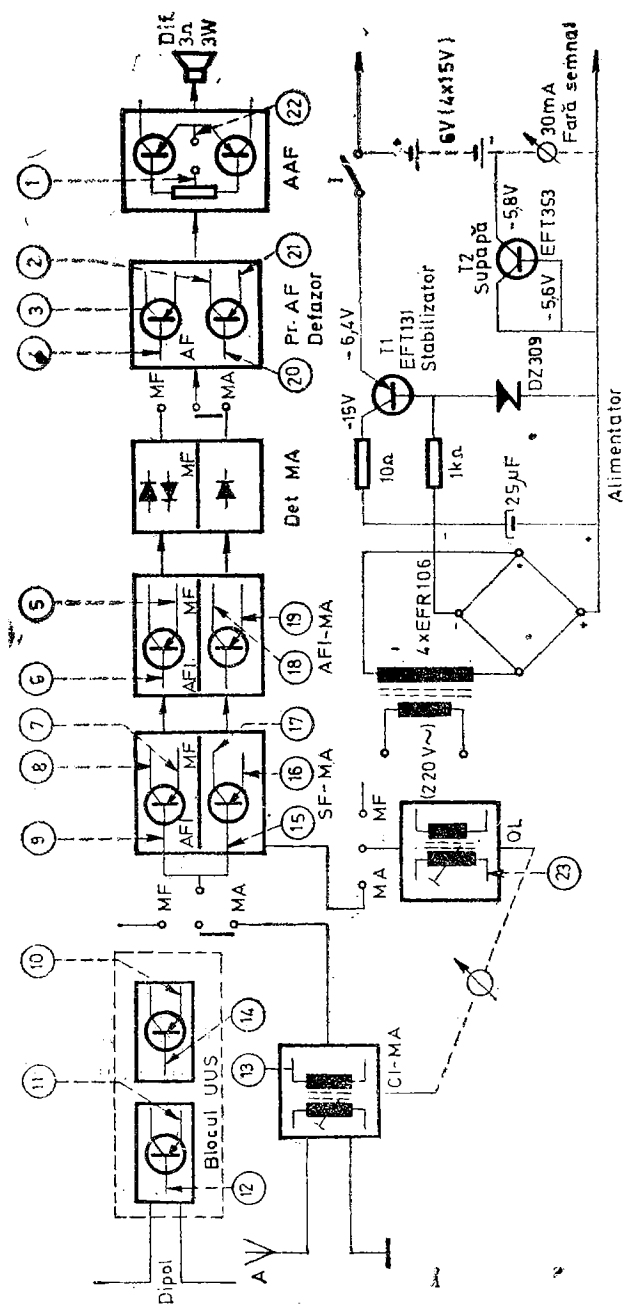 Dipol
12
11
14
10
Blocul UUS
A
13
CI-MA
MF
MA
9
8
7
AFI
MF
15
16
17
SF-MA
6
5
AFI
MF
18
19
AFI-MA
MF
Det MA
MF
MA
3
2
AF
20
21
Pr. AF
Defazor
1
22
AAF
Dif.
3Ω
3W
MA
MF
OL
23
(220V~)
4xEFR106
-
+
25µF
10Ω
1kΩ
-15V
-6,4V
T1
EFT131
Stabilizator
DZ309
T2
Supapă
-5,8V
-5,6V
EFT353
I
+
6V (4x1,5V)
-
30mA
Fară semnal
Alimentator